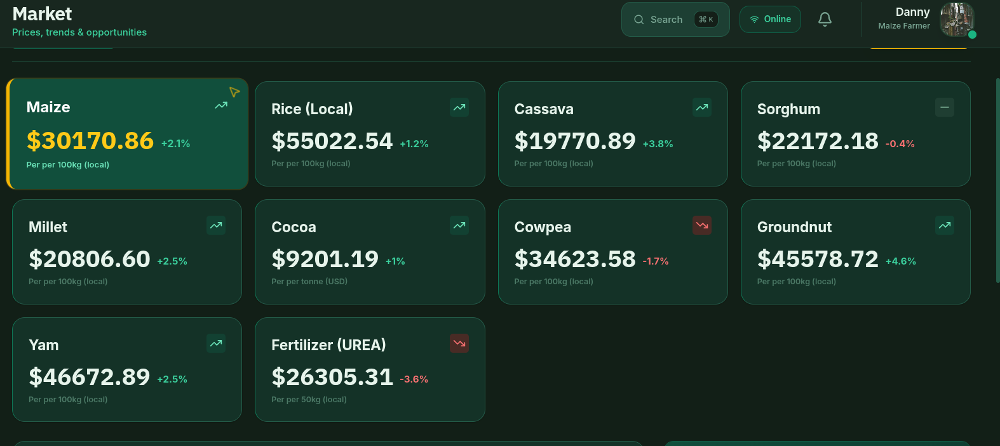 Market
Prices, trends & opportunities
Search ⌘ K
Online
Danny
Maize Farmer
Maize
$30170.86 +2.1%
Per per 100kg (local)
Rice (Local)
$55022.54 +1.2%
Per per 100kg (local)
Cassava
$19770.89 +3.8%
Per per 100kg (local)
Sorghum
$22172.18 -0.4%
Per per 100kg (local)
Millet
$20806.60 +2.5%
Per per 100kg (local)
Cocoa
$9201.19 +1%
Per per tonne (USD)
Cowpea
$34623.58 -1.7%
Per per 100kg (local)
Groundnut
$45578.72 +4.6%
Per per 100kg (local)
Yam
$46672.89 +2.5%
Per per 100kg (local)
Fertilizer (UREA)
$26305.31 -3.6%
Per per 50kg (local)